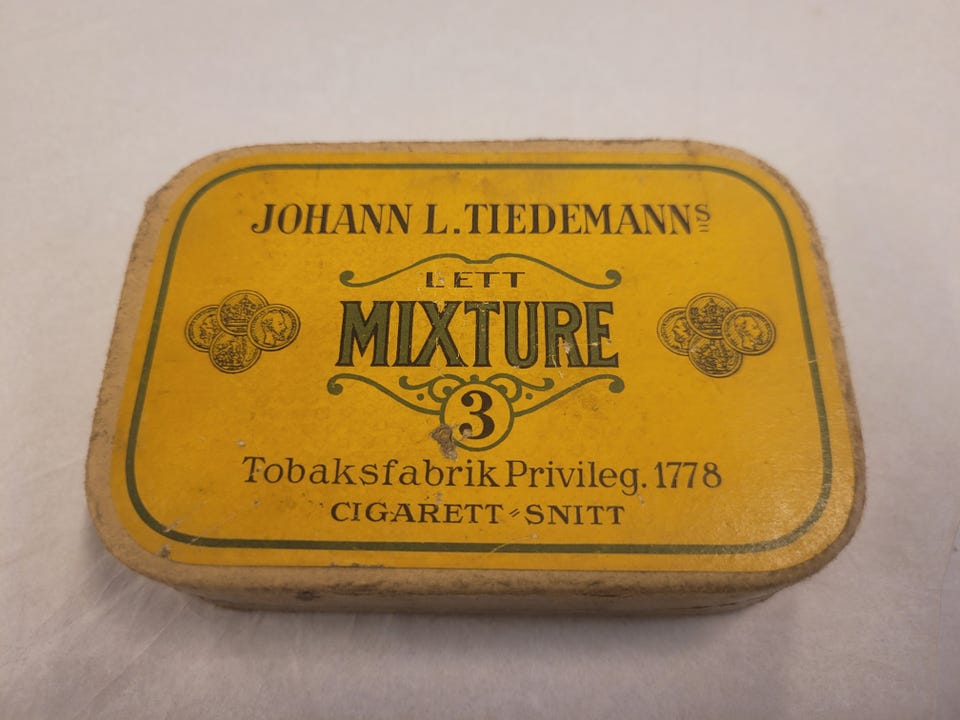 JOHANN L. TIEDEMANNS
LETT
MIXTURE
3
Tobaksfabrik Privileg. 1778
CIGARETT=SNITT